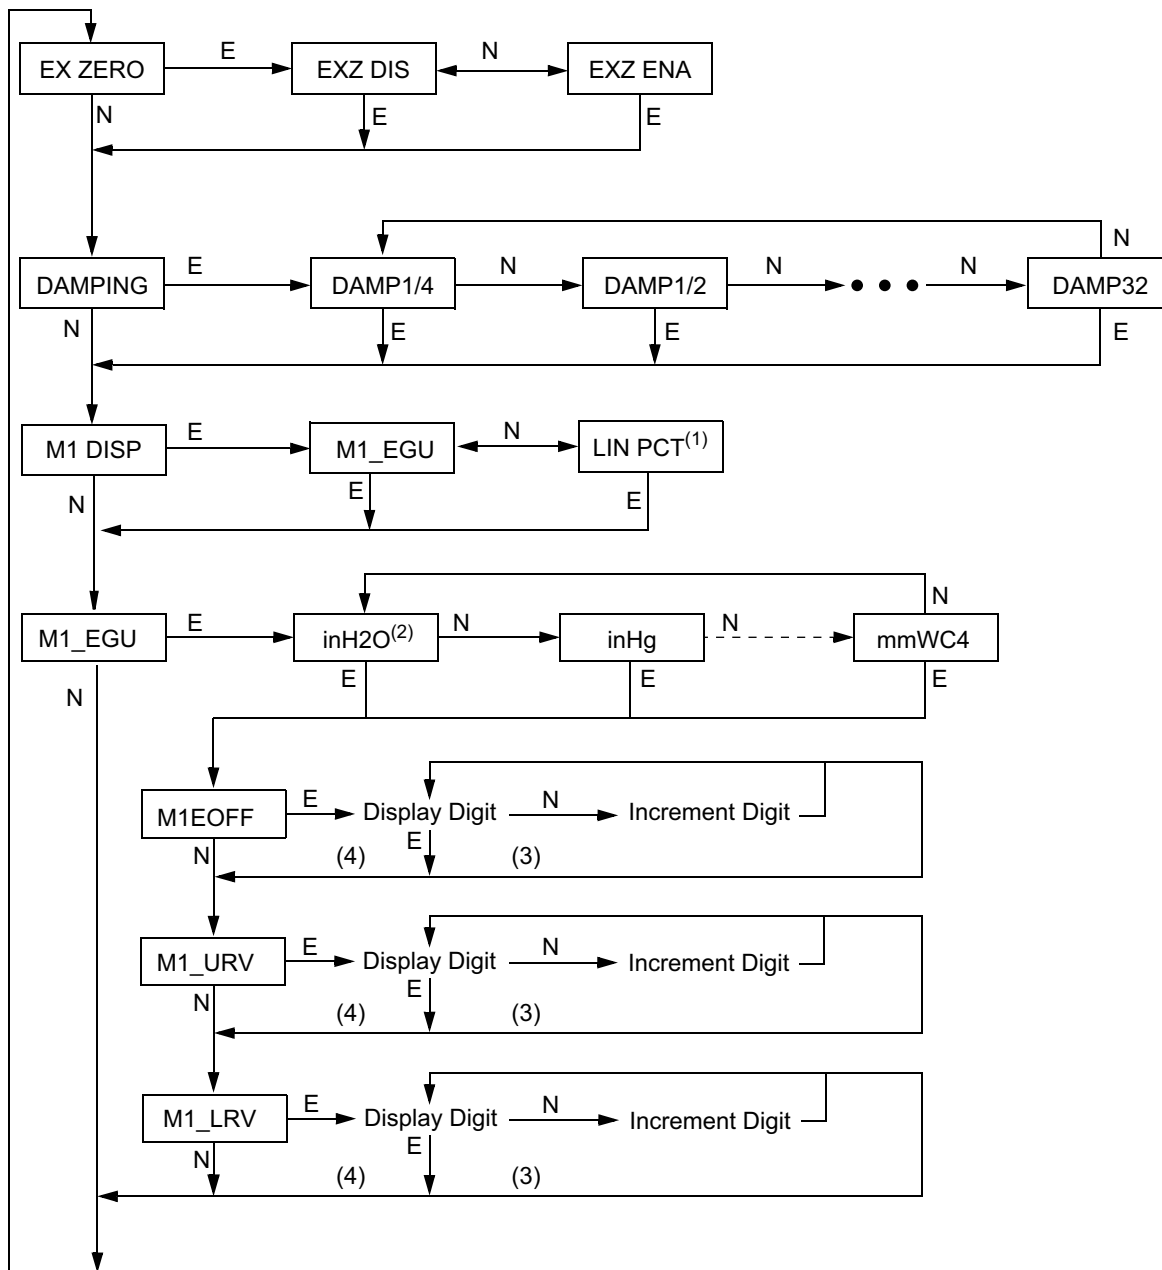 EX ZERO E EXZ DIS N EXZ ENA
N E E
N
DAMPING E DAMP1/4 N DAMP1/2 N • • • N DAMP32
N E E E
M1 DISP E M1_EGU N LIN PCT(1)
N E E
N
M1_EGU E inH2O(2) N inHg N mmWC4
N E E E
M1EOFF E Display Digit N Increment Digit
N E
(4) (3)
M1_URV E Display Digit N Increment Digit
N E
(4) (3)
M1_LRV E Display Digit N Increment Digit
N E
(4) (3)